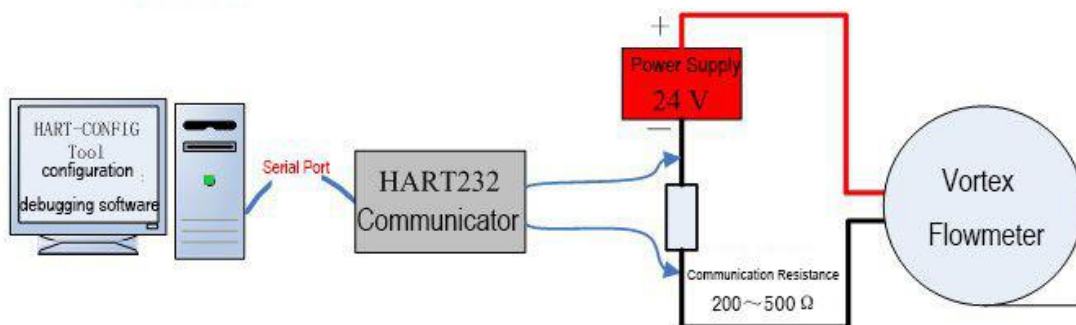 HART-CONFIG
Tool
configuration :
debugging software
Serial Port
HART232
Communicator
+
Power Supply
24 V
—
Communication Resistance
200～500 Ω
Vortex
Flowmeter